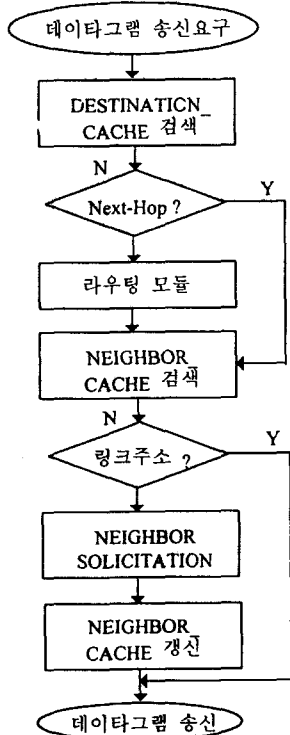 데이타그램 송신요구
DESTINATICN_
CACHE 검색
N
Y
Next-Hop ?
라우팅 모듈
NEIGHBOR_
CACHE 검색
N
Y
링크주소 ?
NEIGHBOR
SOLICITATION
NEIGHBOR_
CACHE 갱신
데이타그램 송신